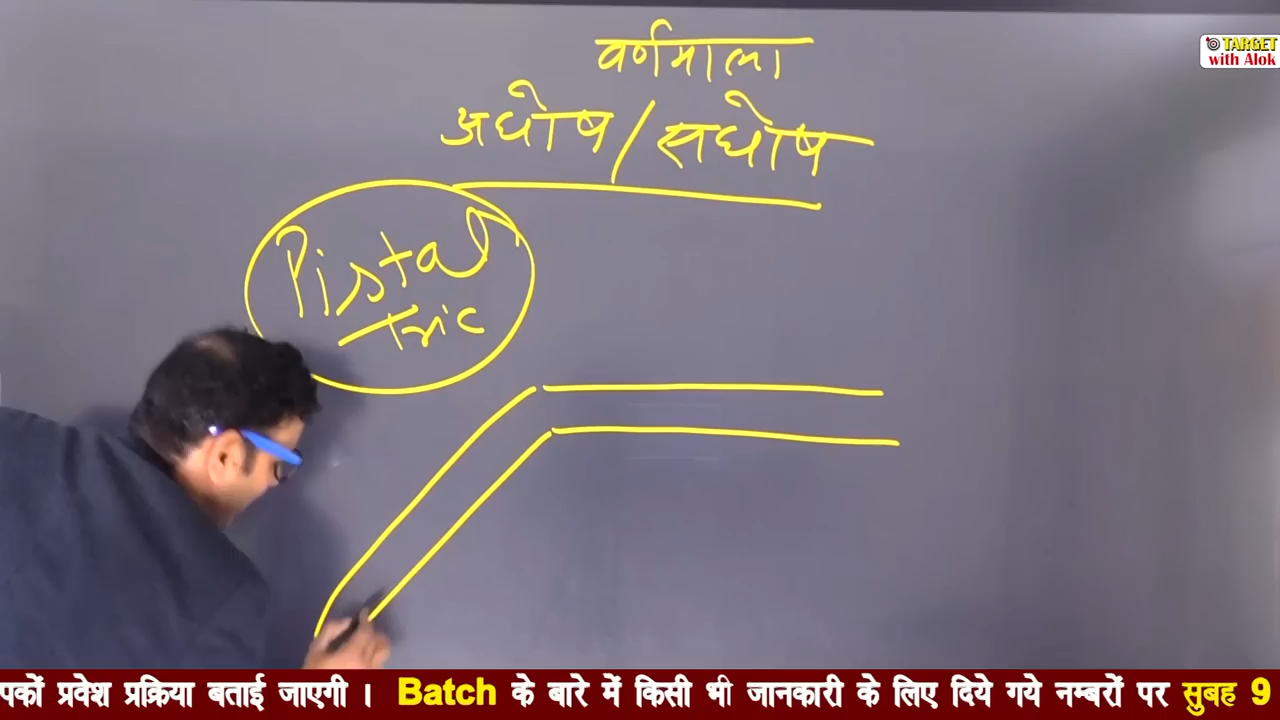 वर्णमाला
TARGET
with Alok
अघोष/सघोष
Pistal
Tric
पकों प्रवेश प्रक्रिया बताई जाएगी । Batch के बारे में किसी भी जानकारी के लिए दिये गये नम्बरों पर सुबह 9